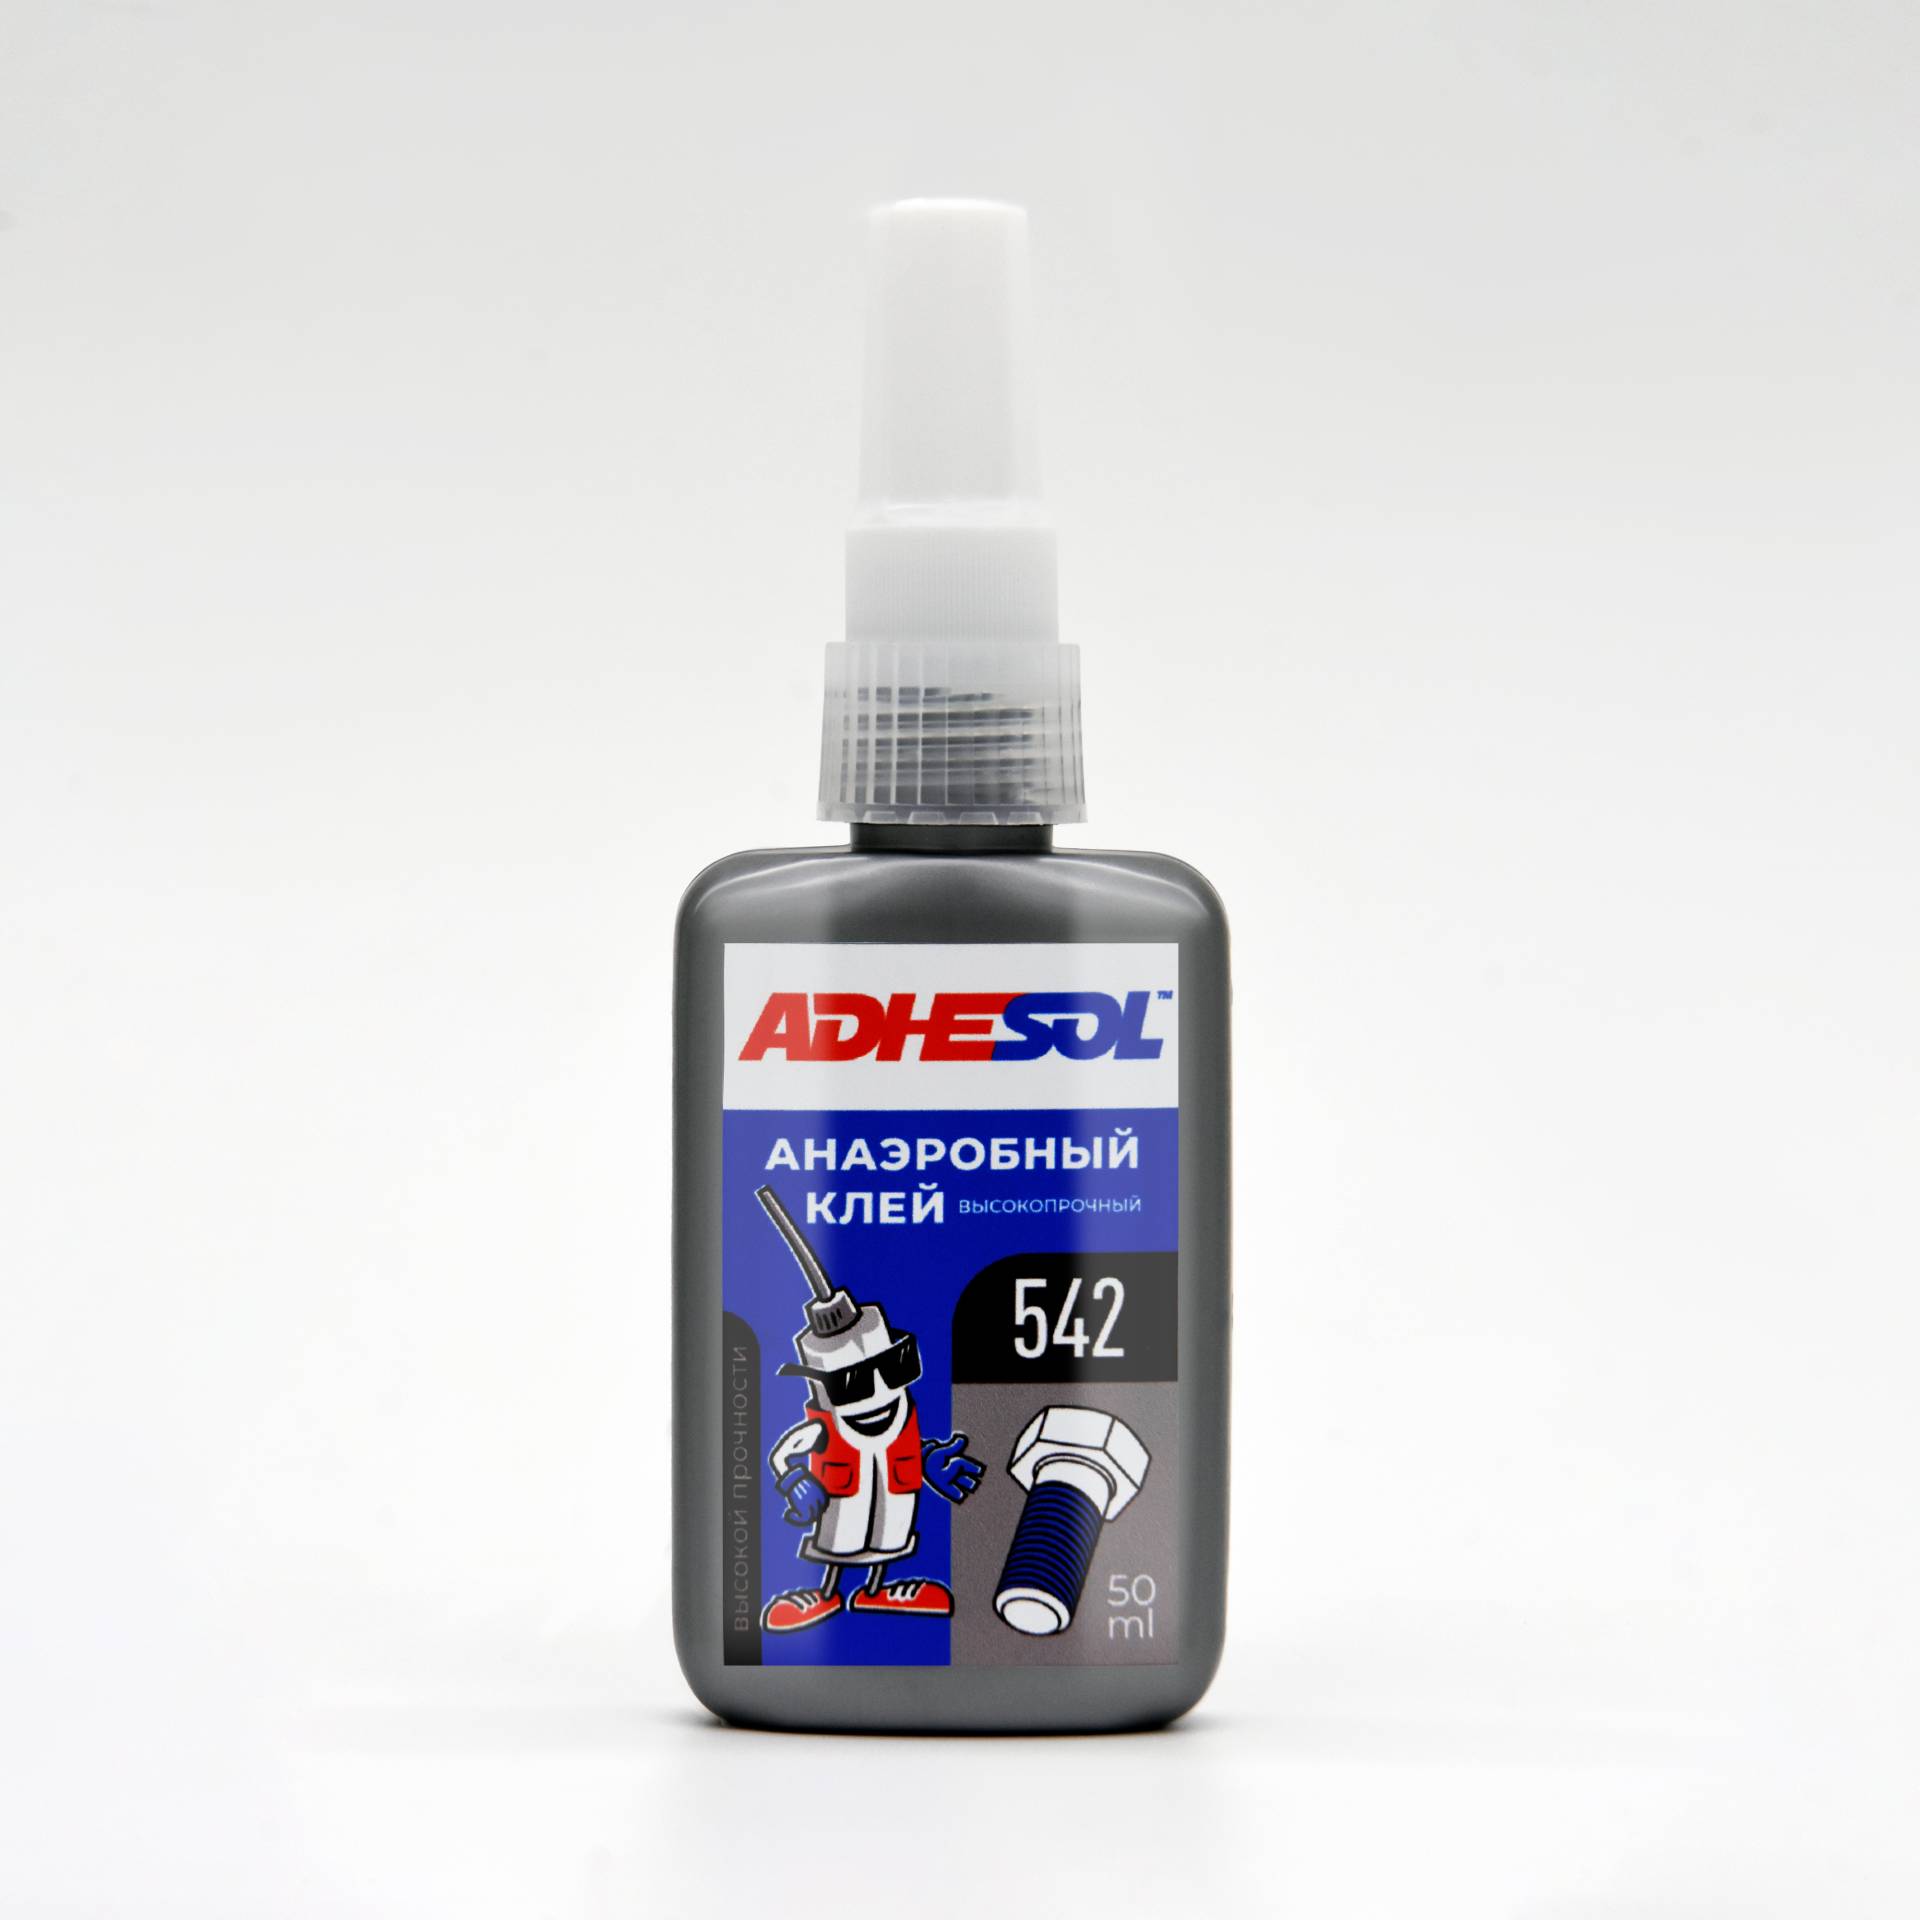 ADHESOL™
АНАЭРОБНЫЙ
КЛЕЙ ВЫСОКОПРОЧНЫЙ
542
ВЫСОКОЙ ПРОЧНОСТИ
50
ml